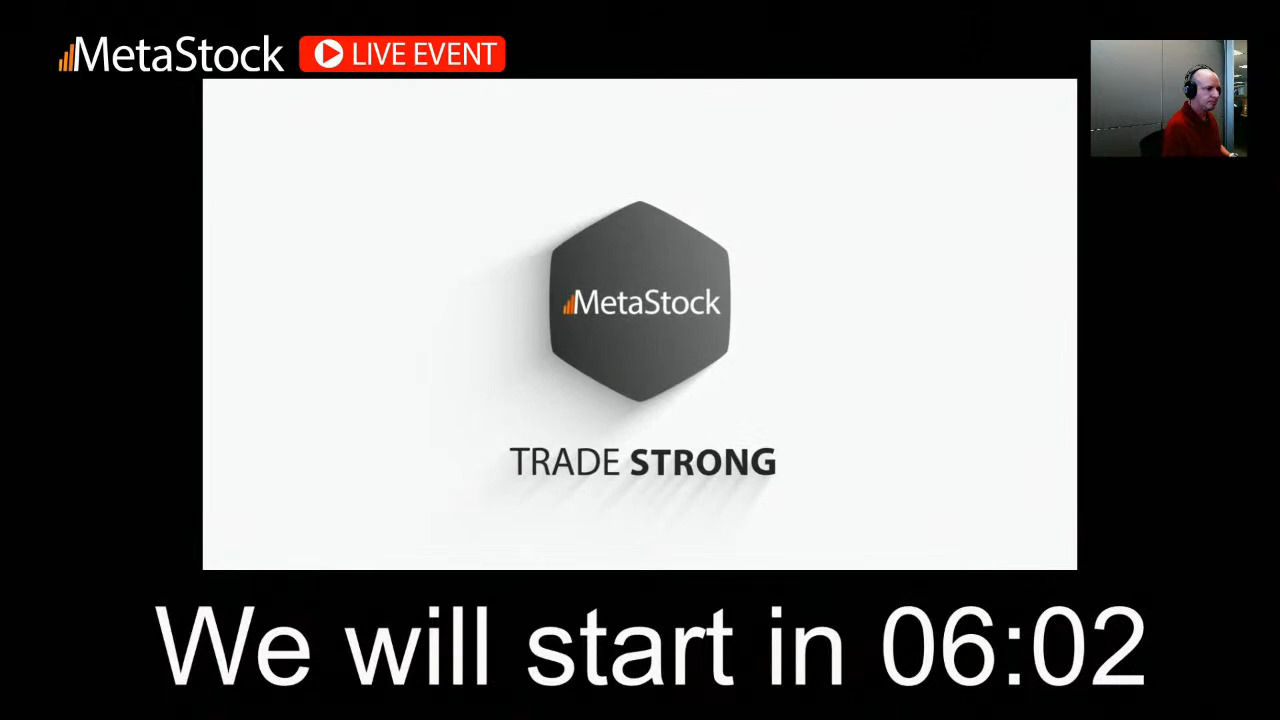 MetaStock LIVE EVENT
MetaStock
TRADE STRONG
We will start in 06:02